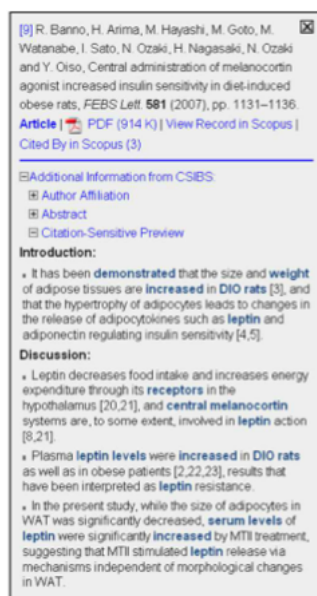 [9] R. Banno, H. Arima, M. Hayashi, M. Goto, M.
Watanabe, I. Sato, N. Ozaki, H. Nagasaki, N. Ozaki
and Y. Oiso, Central administration of melanocortin
agonist increased insulin sensitivity in diet-induced
obese rats, FEBS Lett. 581 (2007), pp. 1131–1136.
Article | PDF (914 K) | View Record in Scopus |
Cited By in Scopus (3)
Additional Information from CSIBS:
Author Affiliation
Abstract
Citation-Sensitive Preview
Introduction:
• It has been demonstrated that the size and weight
of adipose tissues are increased in DIO rats [3], and
that the hypertrophy of adipocytes leads to changes in
the release of adipocytokines such as leptin and
adiponectin regulating insulin sensitivity [4,5].
Discussion:
• Leptin decreases food intake and increases energy
expenditure through its receptors in the
hypothalamus [20,21], and central melanocortin
systems are, to some extent, involved in leptin action
[8,21].
• Plasma leptin levels were increased in DIO rats
as well as in obese patients [2,22,23], results that
have been interpreted as leptin resistance.
• In the present study, while the size of adipocytes in
WAT was significantly decreased, serum levels of
leptin were significantly increased by MTII treatment,
suggesting that MTII stimulated leptin release via
mechanisms independent of morphological changes
in WAT.